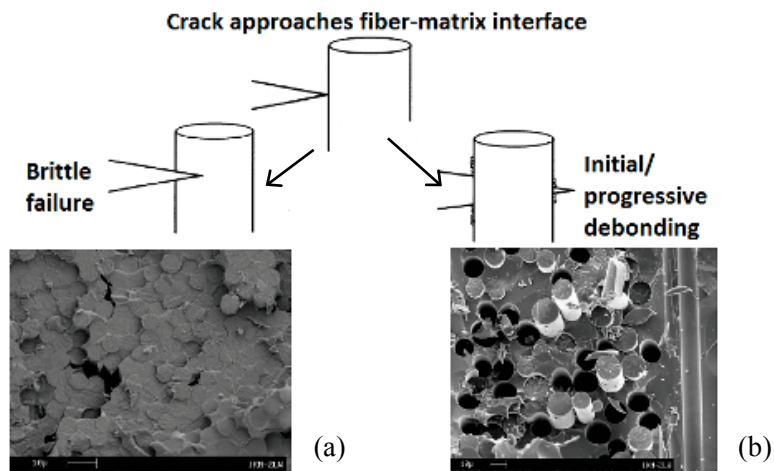 Crack approaches fiber-matrix interface
Brittle
failure
Initial/
progressive
debonding
(a)
(b)